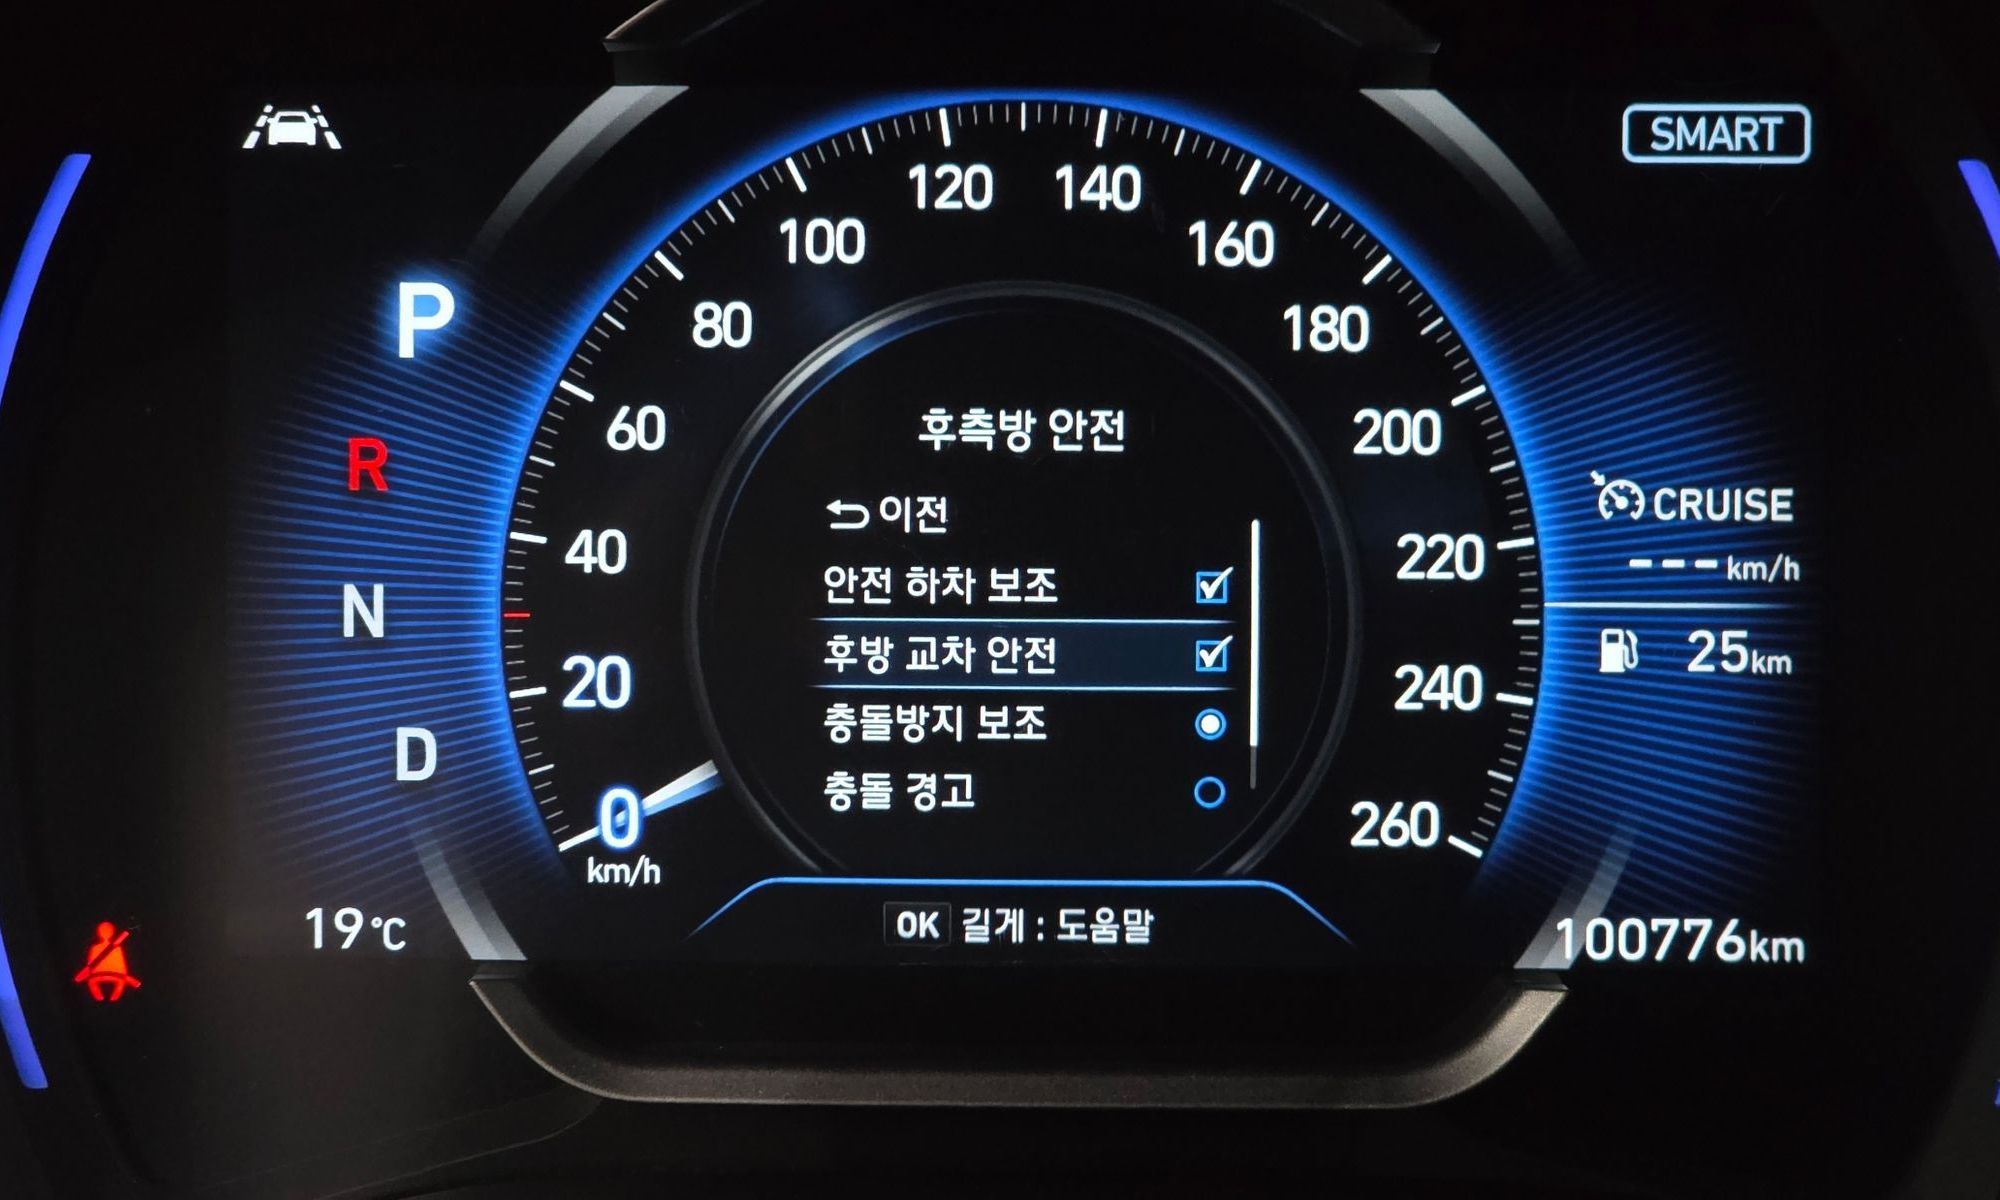 SMART
120 140
100 160
80 180
60 200
40 220
20 240
0 260
km/h
P
R
N
D
후측방 안전
이전
안전 하차 보조
후방 교차 안전
충돌방지 보조
충돌 경고
OK 길게 : 도움말
CRUISE
--- km/h
25km
19°C
100776km